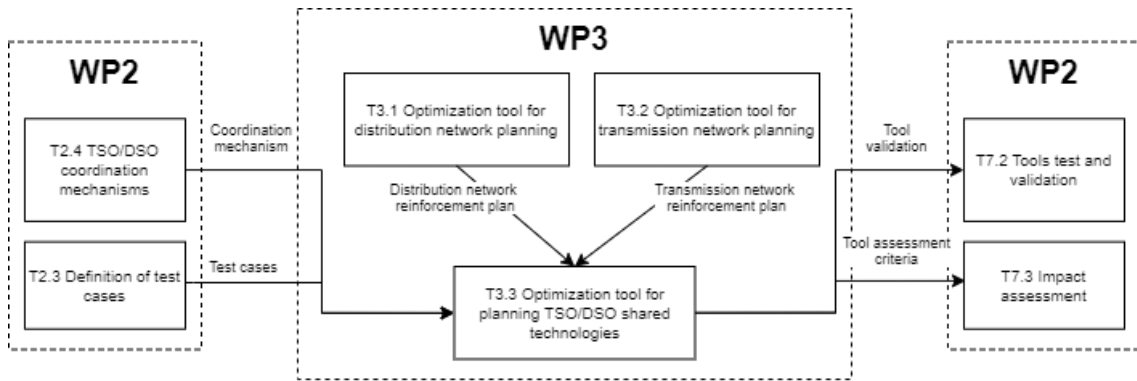 WP2
T2.4 TSO/DSO
coordination
mechanisms
T2.3 Definition of test
cases
Coordination
mechanism
Test cases
WP3
T3.1 Optimization tool for
distribution network planning
T3.2 Optimization tool for
transmission network planning
Distribution network
reinforcement plan
Transmission network
reinforcement plan
T3.3 Optimization tool for
planning TSO/DSO shared
technologies
Tool
validation
Tool assessment
criteria
WP2
T7.2 Tools test and
validation
T7.3 Impact
assessment